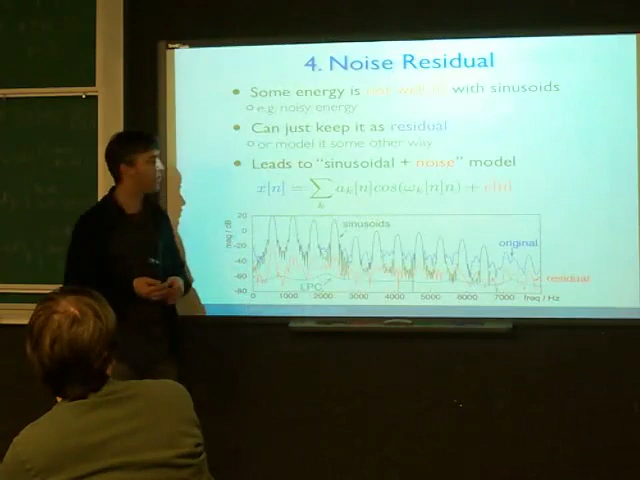 4. Noise Residual
Some energy is not well fit with sinusoids
e.g. noisy energy
Can just keep it as residual
or model it some other way
Leads to “sinusoidal + noise” model
x[n] = ∑ₖ aₖ[n]cos(ωₖ[n]n) + e[n]
mag / dB
20
0
-20
-40
-60
-80
sinusoids
original
residual
LPC
0 1000 2000 3000 4000 5000 6000 7000 freq / Hz